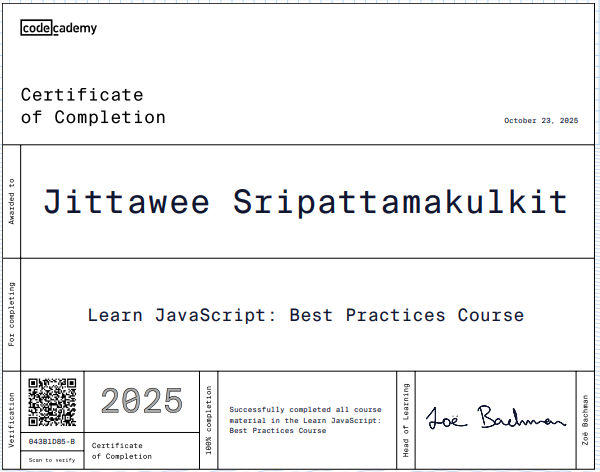 codecademy
Certificate
of Completion
October 23, 2025
Awarded to
Jittawee Sripattamakulkit
For completing
Learn JavaScript: Best Practices Course
Verification
043B1D85-B
Scan to verify
2025
Certificate
of Completion
100% completion
Successfully completed all course
material in the Learn JavaScript:
Best Practices Course
Head of Learning
Zoë Bachman
Zoë Bachman